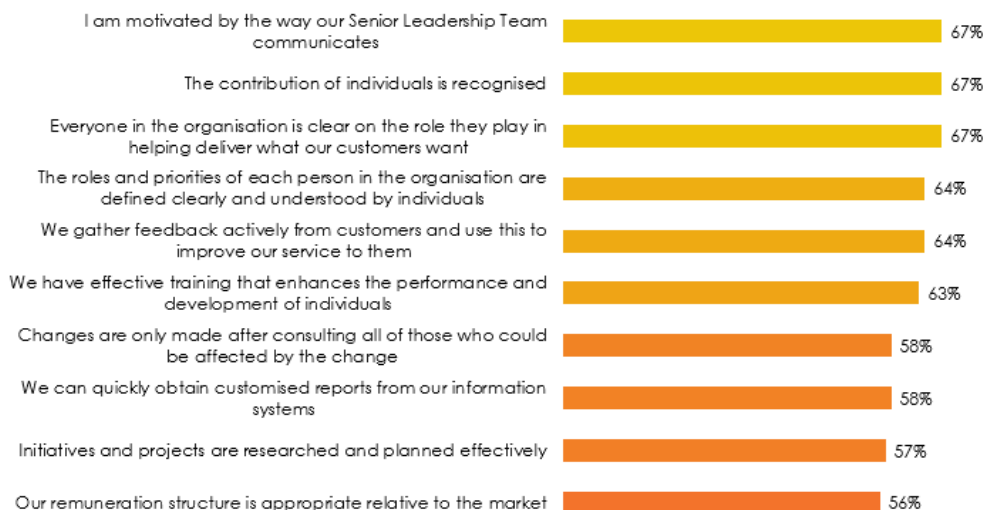 I am motivated by the way our Senior Leadership Team
communicates
67%
The contribution of individuals is recognised
67%
Everyone in the organisation is clear on the role they play in
helping deliver what our customers want
67%
The roles and priorities of each person in the organisation are
defined clearly and understood by individuals
64%
We gather feedback actively from customers and use this to
improve our service to them
64%
We have effective training that enhances the performance and
development of individuals
63%
Changes are only made after consulting all of those who could
be affected by the change
58%
We can quickly obtain customised reports from our information
systems
58%
Initiatives and projects are researched and planned effectively
57%
Our remuneration structure is appropriate relative to the market
56%